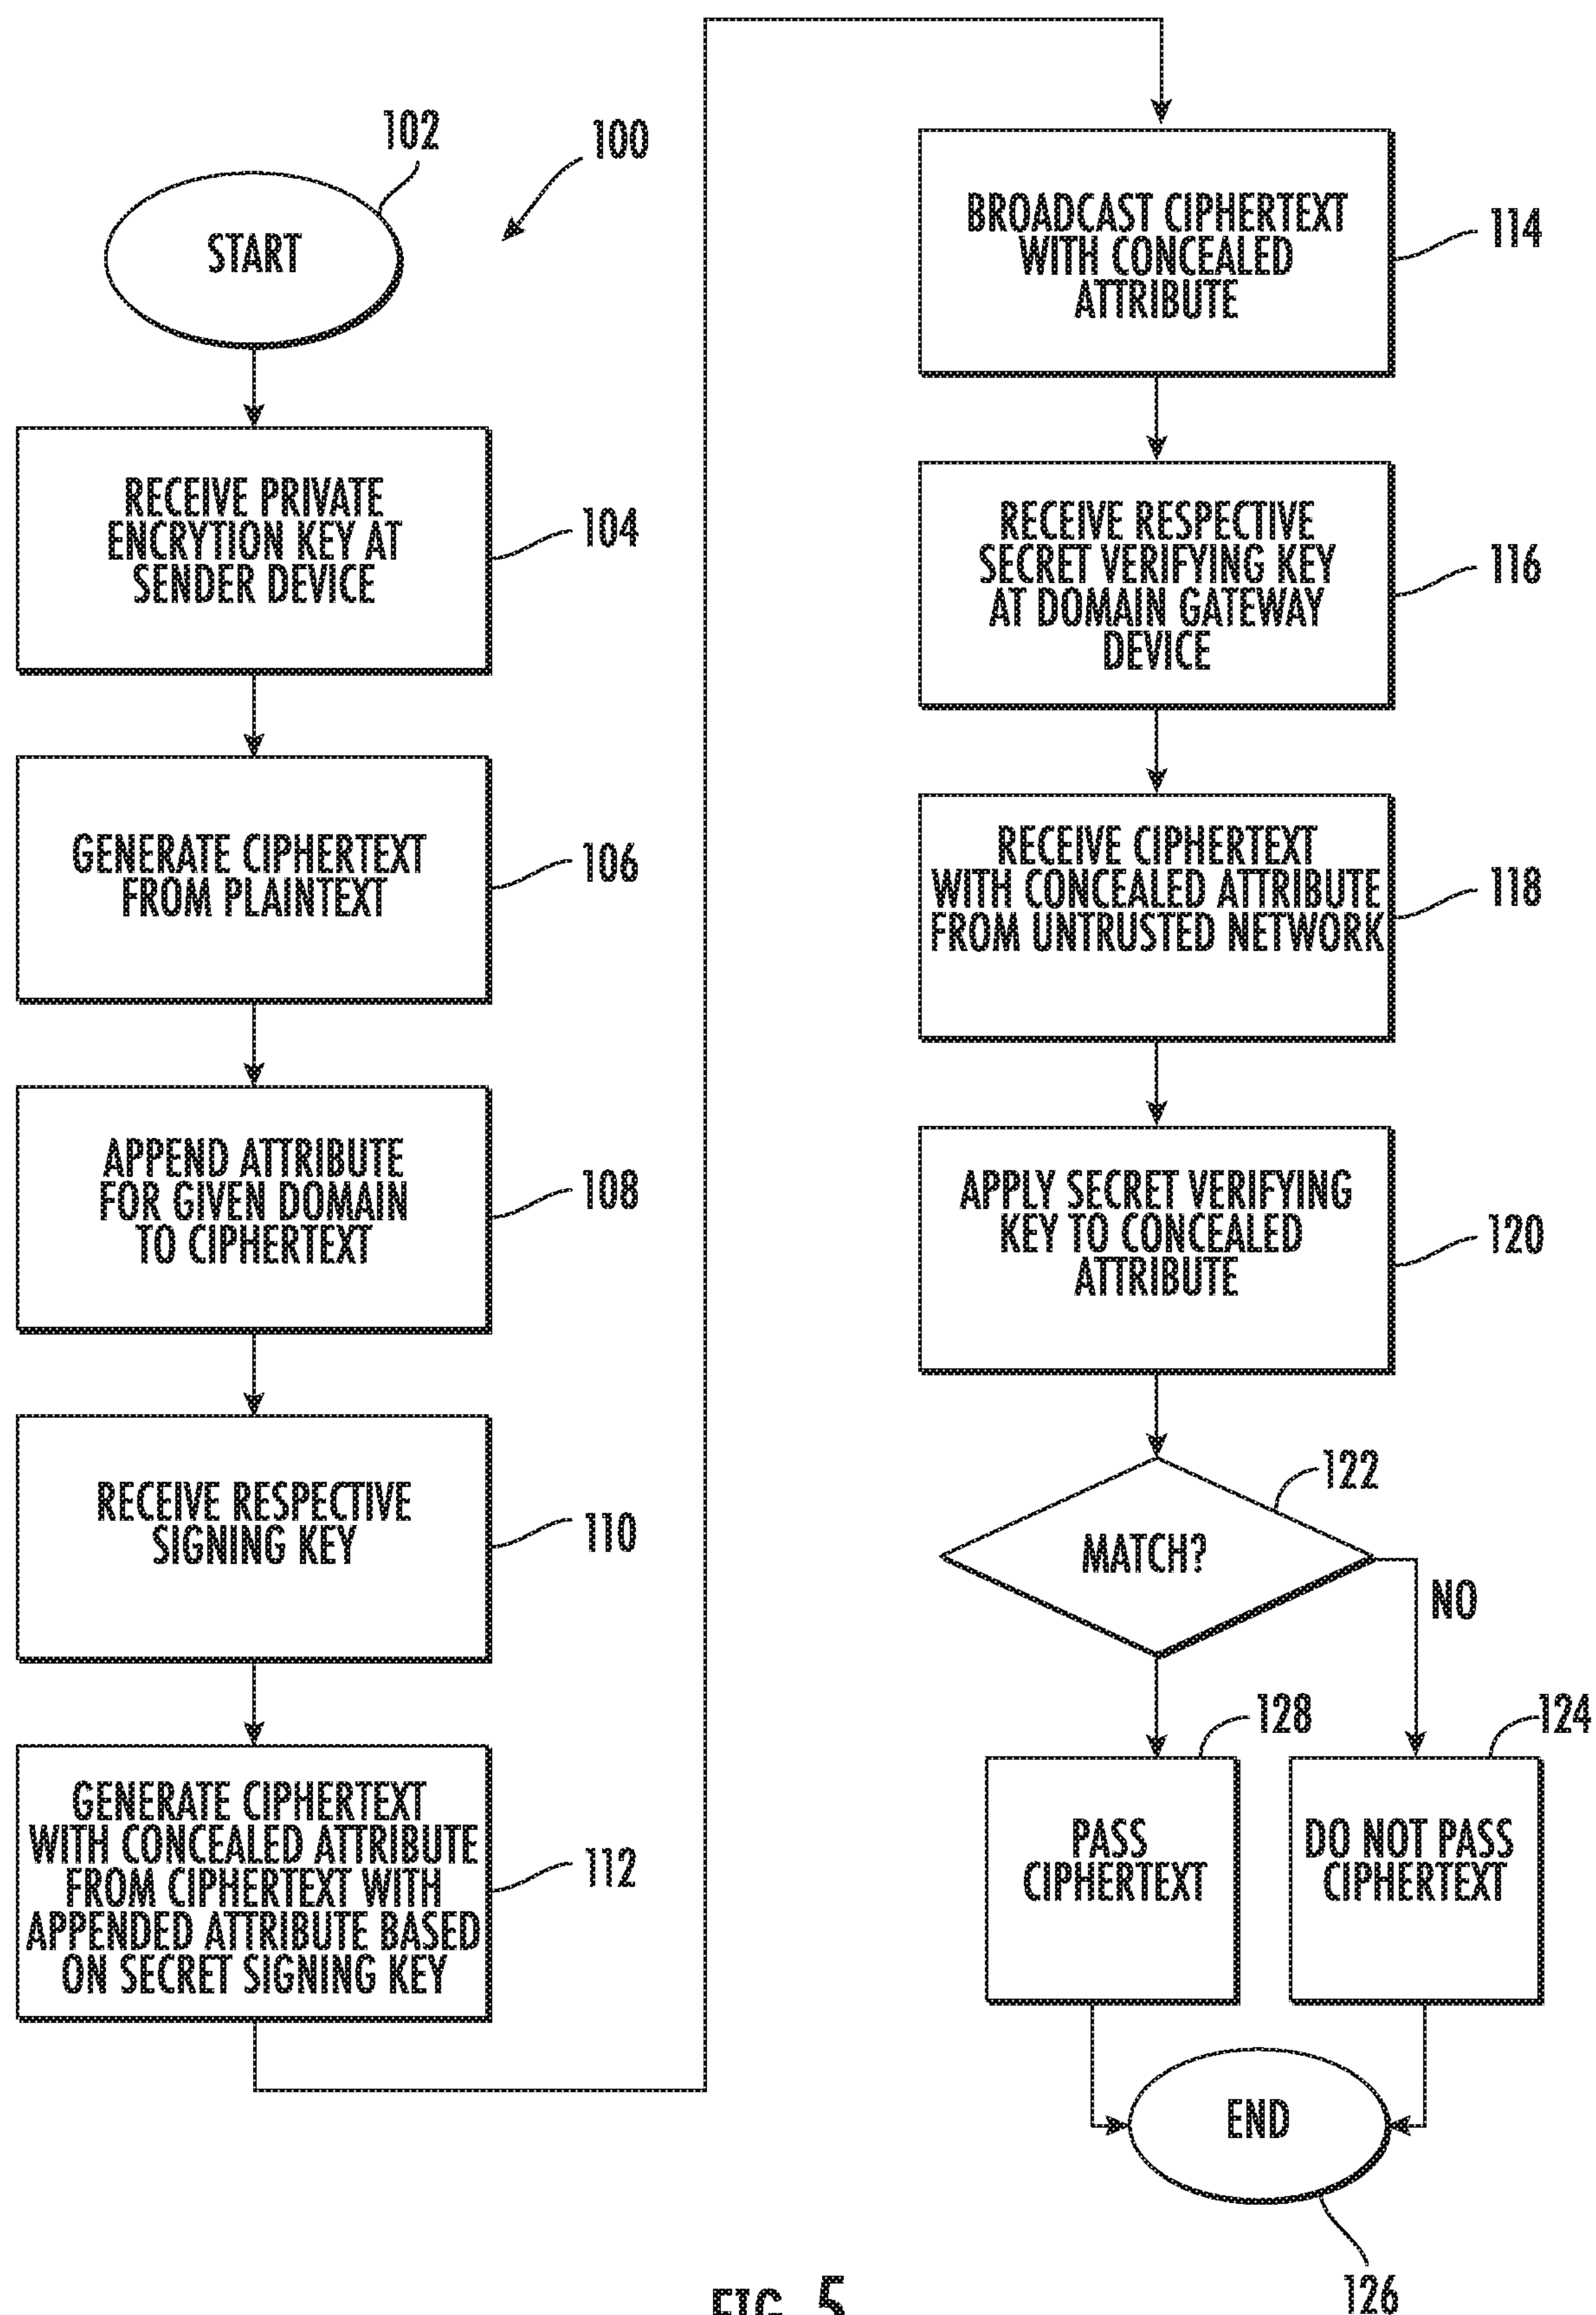 102
100
START
RECEIVE PRIVATE
ENCRYTION KEY AT
SENDER DEVICE
104
GENERATE CIPHERTEXT
FROM PLAINTEXT
106
APPEND ATTRIBUTE
FOR GIVEN DOMAIN
TO CIPHERTEXT
108
RECEIVE RESPECTIVE
SIGNING KEY
110
GENERATE CIPHERTEXT
WITH CONCEALED ATTRIBUTE
FROM CIPHERTEXT WITH
APPENDED ATTRIBUTE BASED
ON SECRET SIGNING KEY
112
BROADCAST CIPHERTEXT
WITH CONCEALED
ATTRIBUTE
114
RECEIVE RESPECTIVE
SECRET VERIFYING KEY
AT DOMAIN GATEWAY
DEVICE
116
RECEIVE CIPHERTEXT
WITH CONCEALED ATTRIBUTE
FROM UNTRUSTED NETWORK
118
APPLY SECRET VERIFYING
KEY TO CONCEALED
ATTRIBUTE
120
MATCH?
122
NO
PASS
CIPHERTEXT
128
DO NOT PASS
CIPHERTEXT
124
END
126
FIG. 5